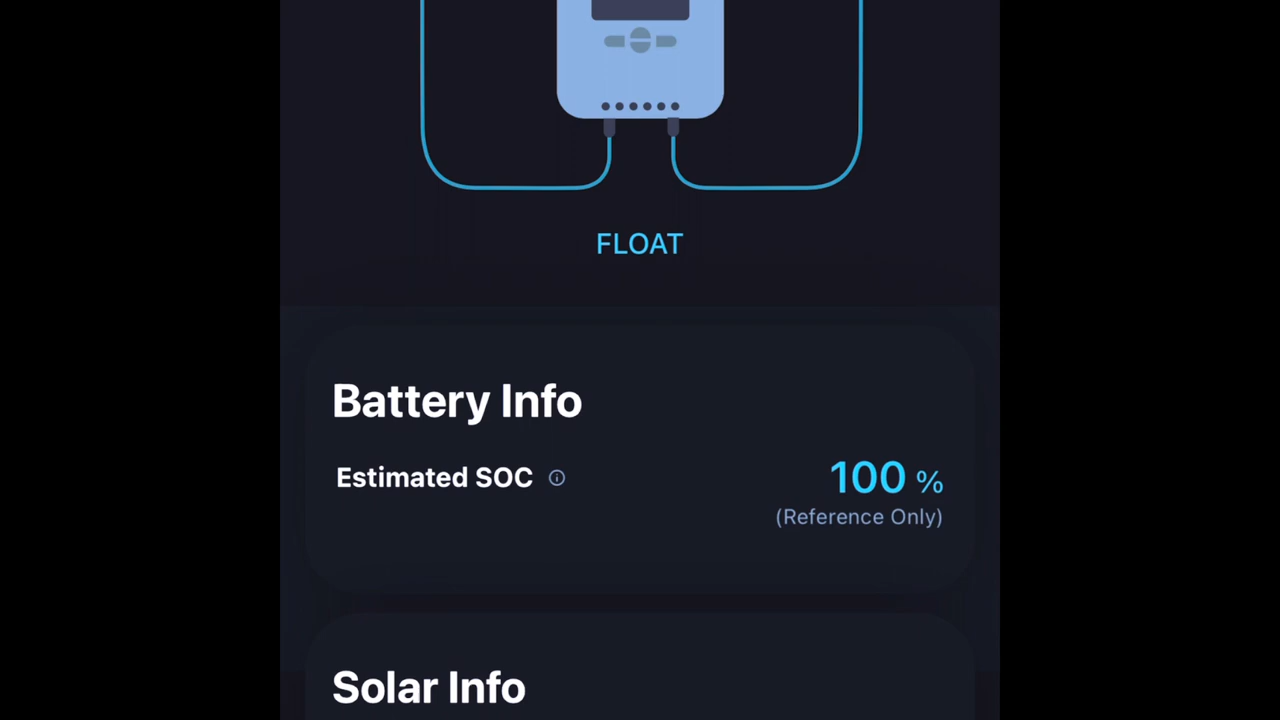 FLOAT
Battery Info
Estimated SOC 100 %
(Reference Only)
Solar Info